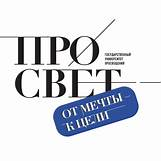 ПРО
СВЕТ
ГОСУДАРСТВЕННЫЙ
УНИВЕРСИТЕТ
ПРОСВЕЩЕНИЯ
ОТ МЕЧТЫ
К ЦЕЛИ